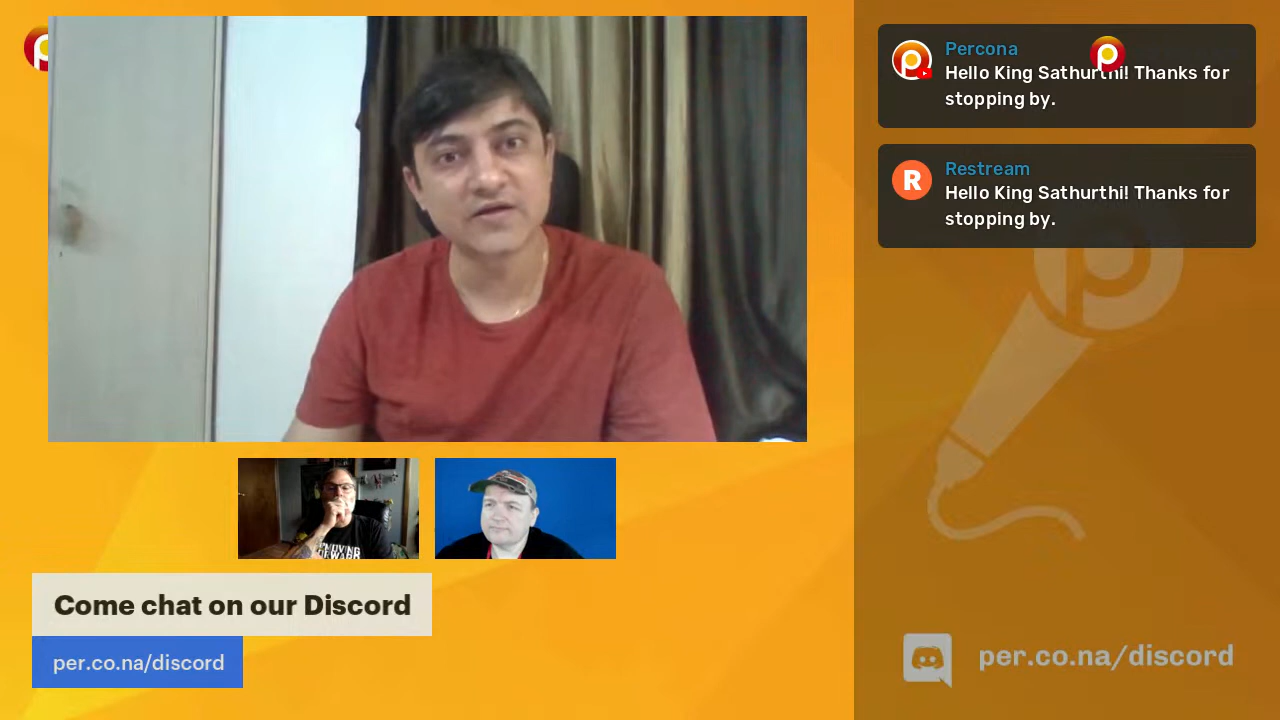 Percona
Hello King Sathurthi! Thanks for
stopping by.
R
Restream
Hello King Sathurthi! Thanks for
stopping by.
Come chat on our Discord
per.co.na/discord
per.co.na/discord